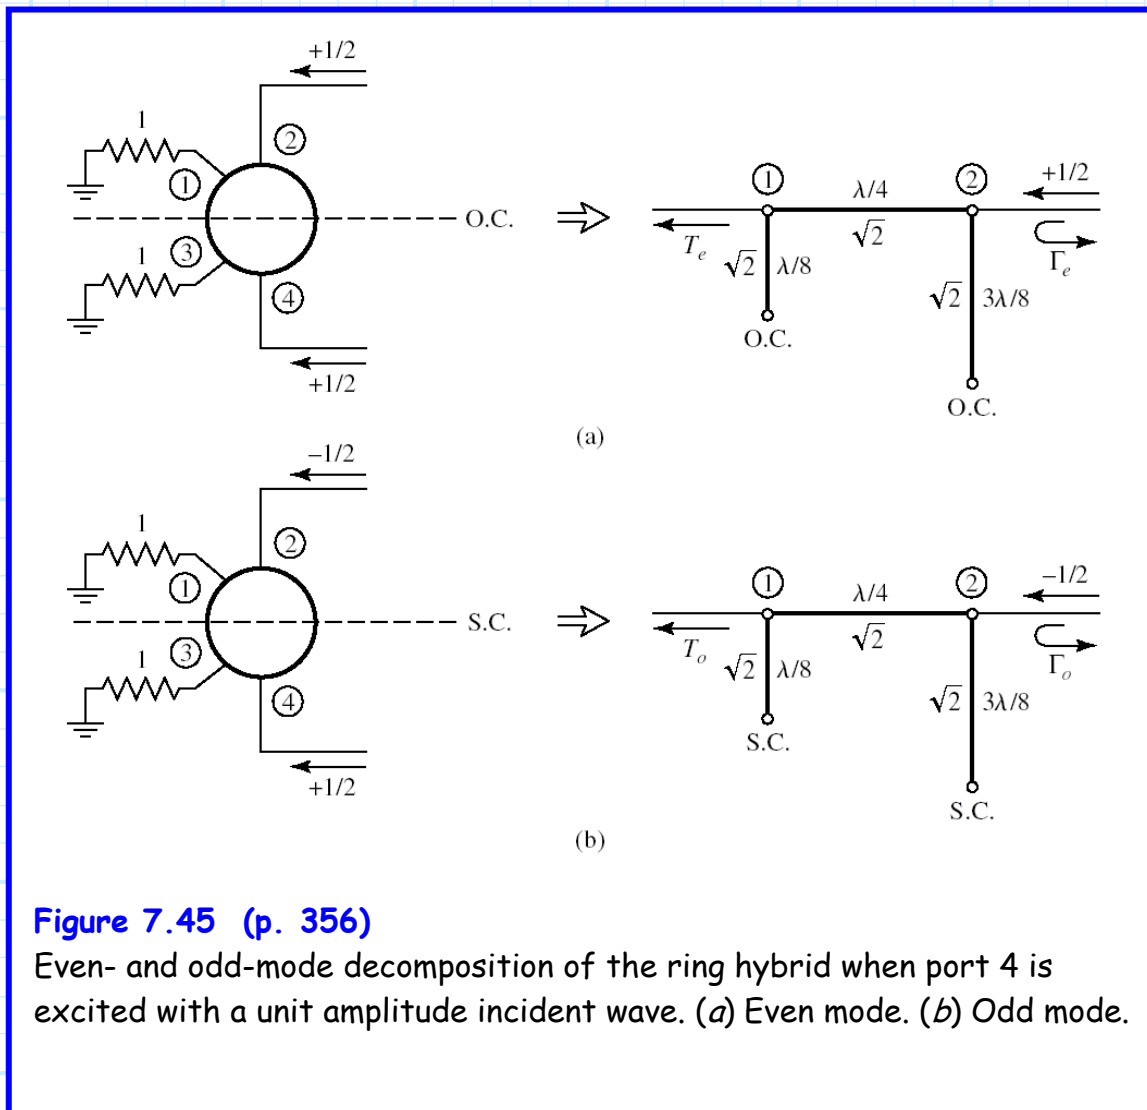 +1/2
1
②
①
O.C.
③
1
④
+1/2
① λ/4 ② +1/2
√2
T_e √2 λ/8 Γ_e
√2 3λ/8
O.C.
O.C.
(a)
–1/2
1
②
①
S.C.
③
1
④
+1/2
① λ/4 ② –1/2
√2
T_o √2 λ/8 Γ_o
√2 3λ/8
S.C.
S.C.
(b)
Figure 7.45 (p. 356)
Even- and odd-mode decomposition of the ring hybrid when port 4 is
excited with a unit amplitude incident wave. (a) Even mode. (b) Odd mode.